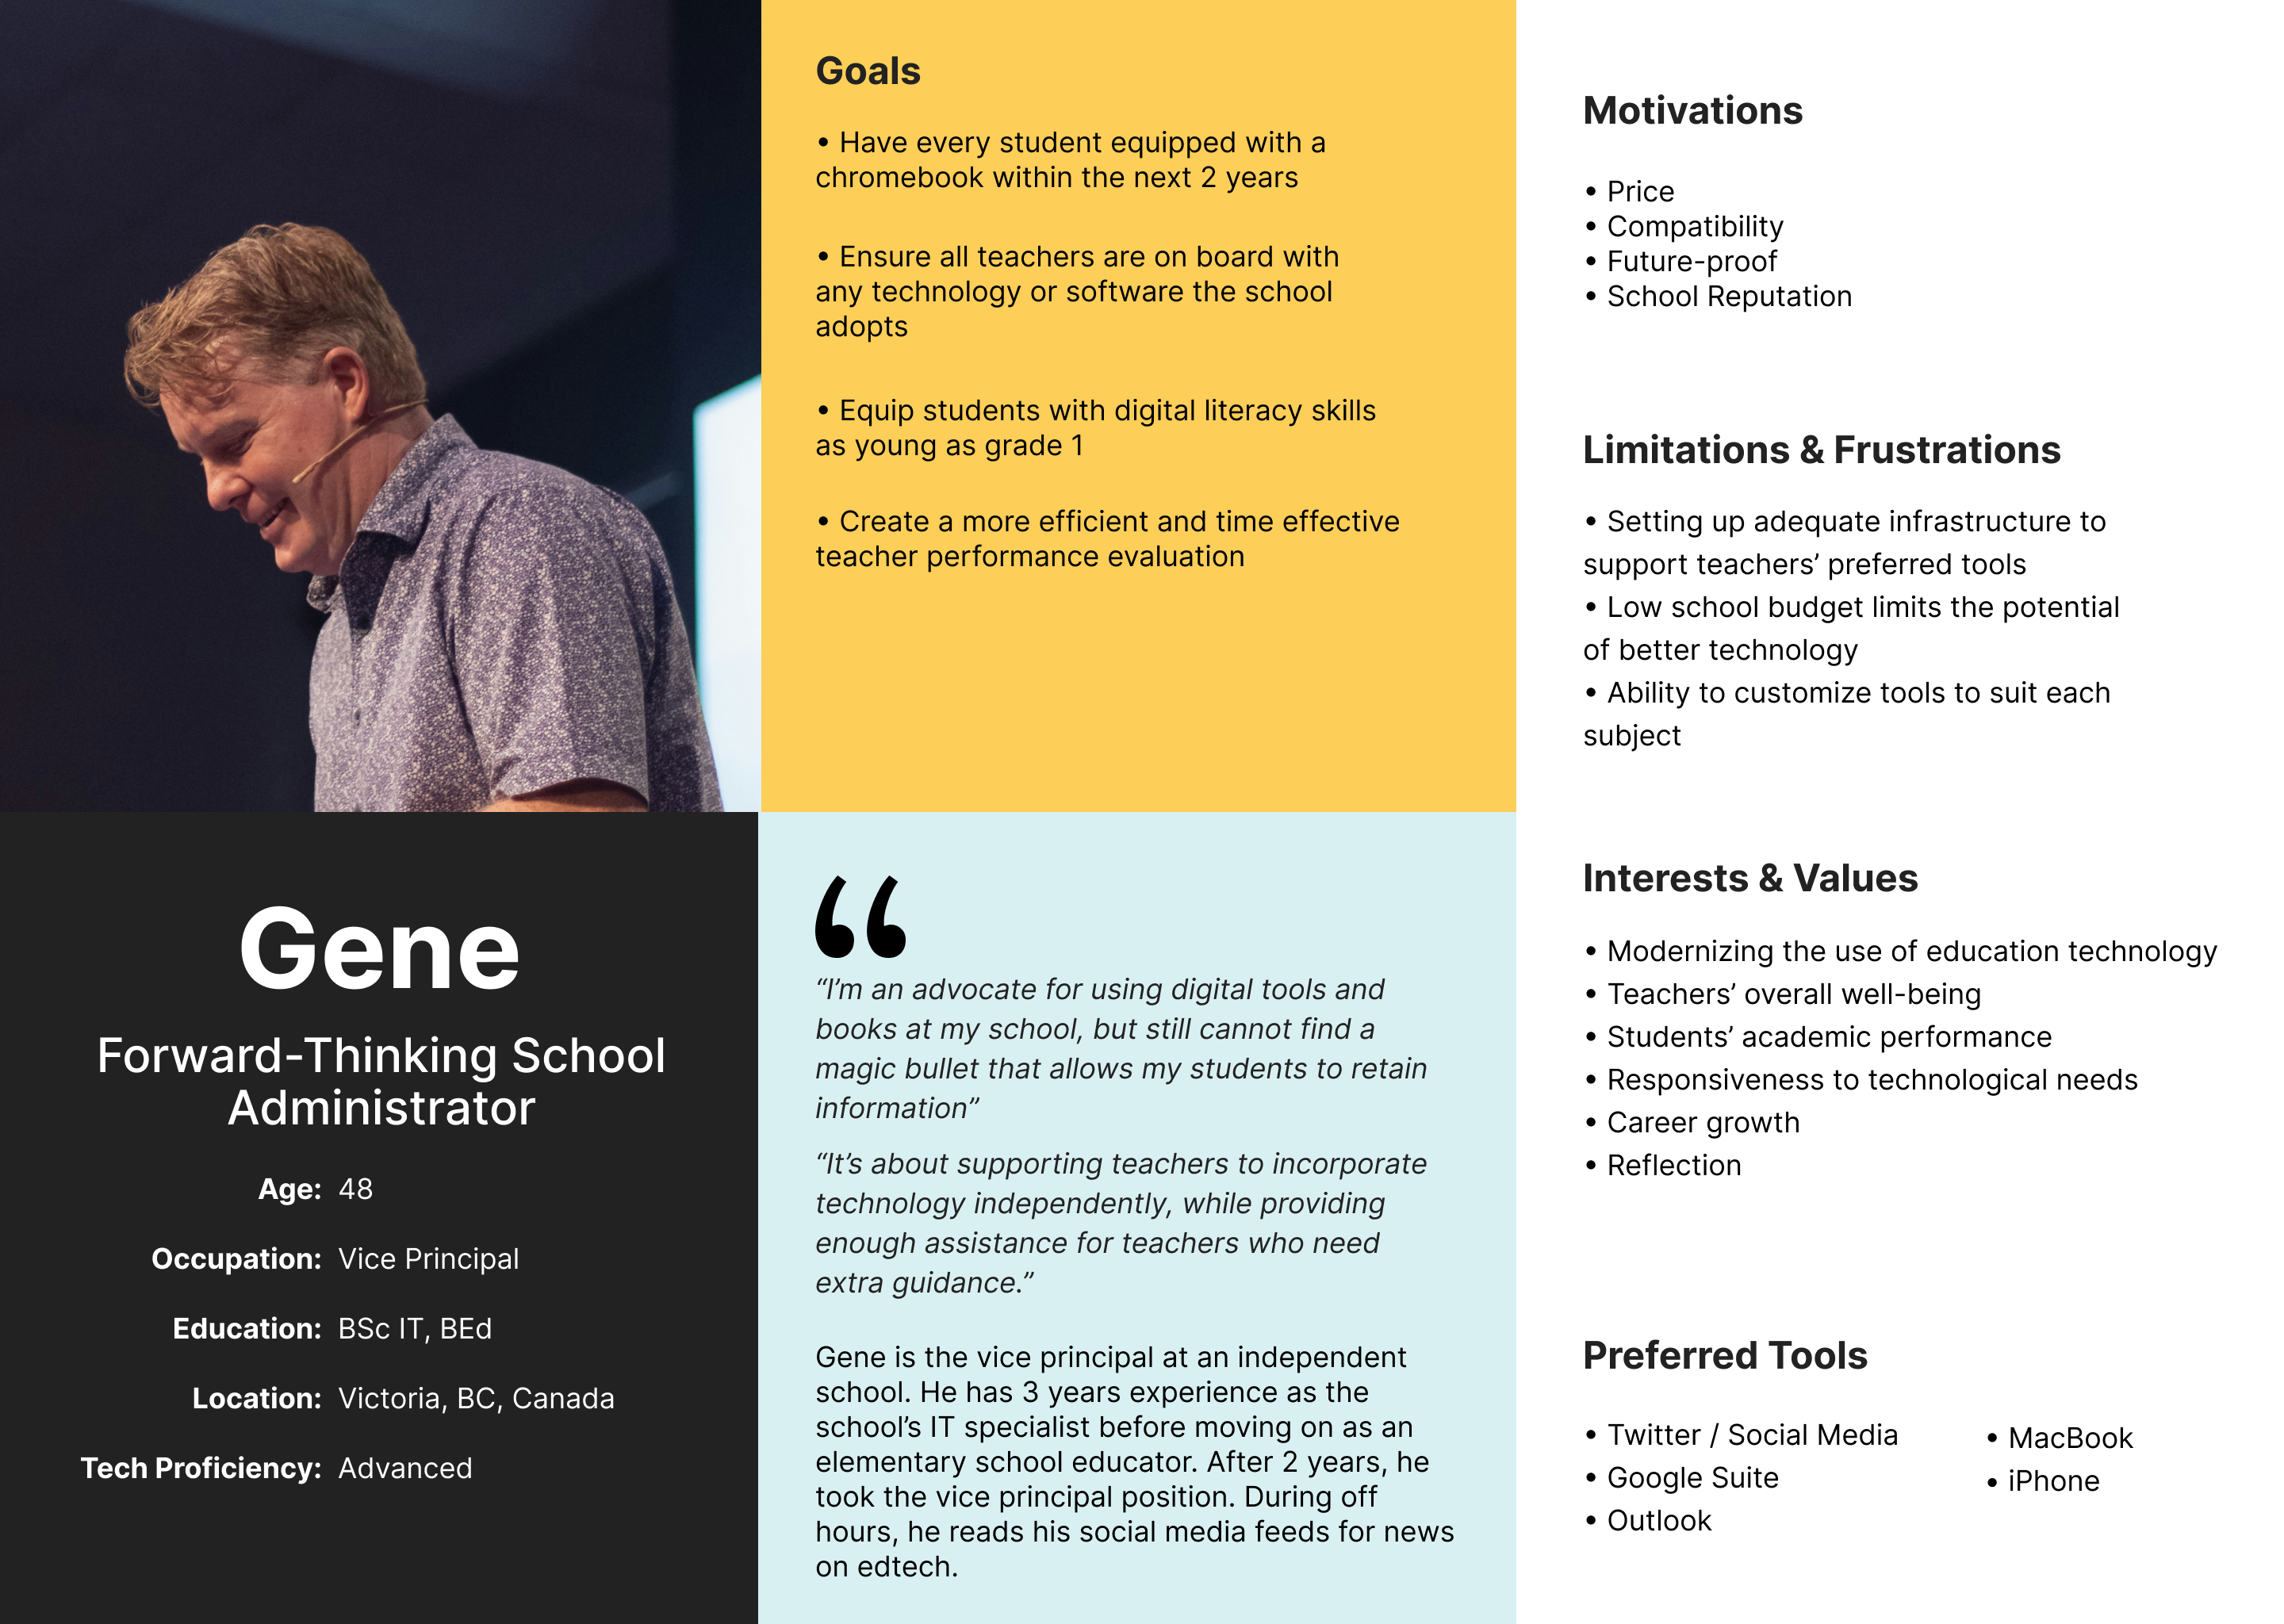 Goals
• Have every student equipped with a
chromebook within the next 2 years
• Ensure all teachers are on board with
any technology or software the school
adopts
• Equip students with digital literacy skills
as young as grade 1
• Create a more efficient and time effective
teacher performance evaluation
Gene
Forward-Thinking School
Administrator
Age: 48
Occupation: Vice Principal
Education: BSc IT, BEd
Location: Victoria, BC, Canada
Tech Proficiency: Advanced
“
“I’m an advocate for using digital tools and
books at my school, but still cannot find a
magic bullet that allows my students to retain
information”
“It’s about supporting teachers to incorporate
technology independently, while providing
enough assistance for teachers who need
extra guidance.”
Gene is the vice principal at an independent
school. He has 3 years experience as the
school’s IT specialist before moving on as an
elementary school educator. After 2 years, he
took the vice principal position. During off
hours, he reads his social media feeds for news
on edtech.
Motivations
• Price
• Compatibility
• Future-proof
• School Reputation
Limitations & Frustrations
• Setting up adequate infrastructure to
support teachers’ preferred tools
• Low school budget limits the potential
of better technology
• Ability to customize tools to suit each
subject
Interests & Values
• Modernizing the use of education technology
• Teachers’ overall well-being
• Students’ academic performance
• Responsiveness to technological needs
• Career growth
• Reflection
Preferred Tools
• Twitter / Social Media
• Google Suite
• Outlook
• MacBook
• iPhone